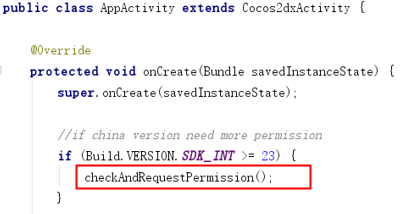 public class AppActivity extends Cocos2dxActivity {
@Override
protected void onCreate(Bundle savedInstanceState) {
super.onCreate(savedInstanceState);
//if china version need more permission
if (Build.VERSION.SDK_INT >= 23) {
checkAndRequestPermission();
}